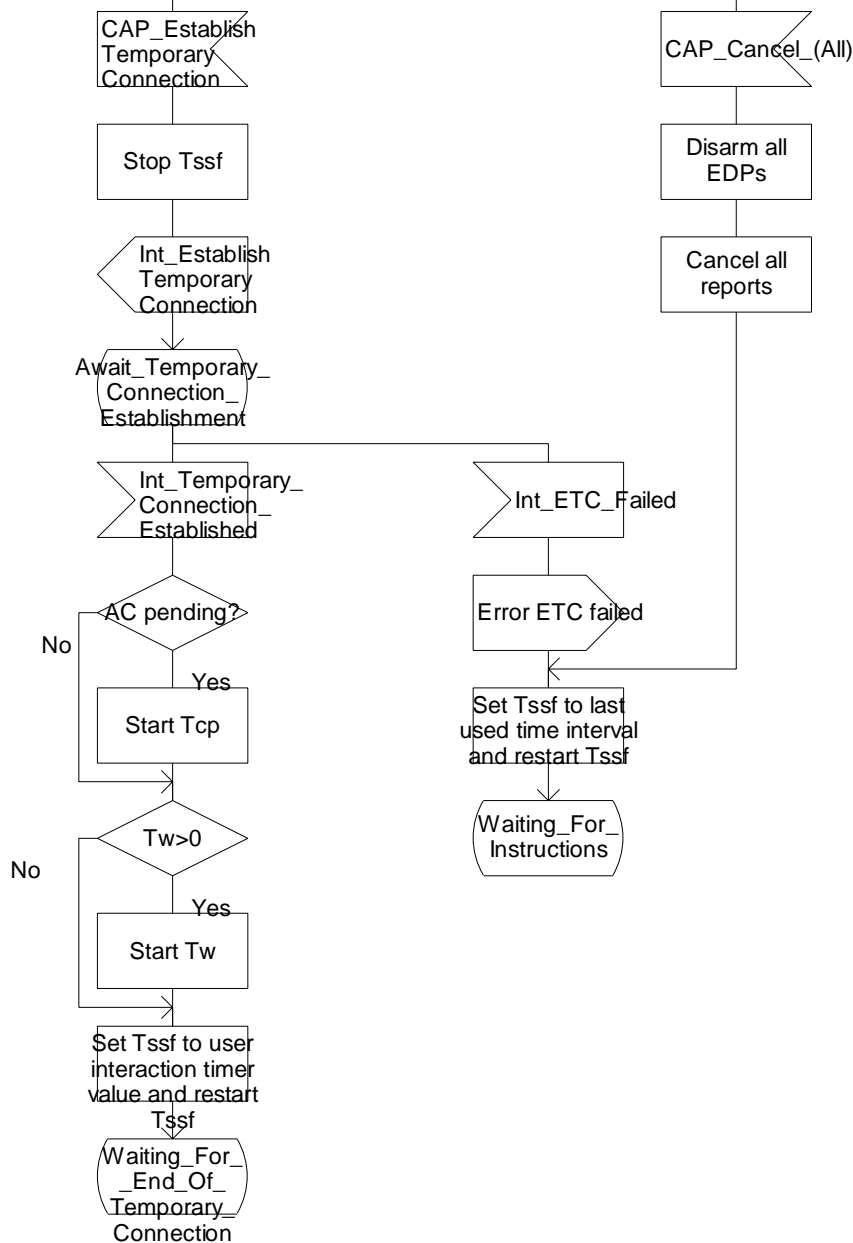 CAP_Establish
Temporary
Connection
CAP_Cancel_(All)
Stop Tssf
Disarm all
EDPs
Int_Establish
Temporary
Connection
Cancel all
reports
Await_Temporary_
Connection_
Establishment
Int_Temporary_
Connection_
Established
Int_ETC_Failed
AC pending?
Error ETC failed
No
Yes
Start Tcp
Set Tssf to last
used time interval
and restart Tssf
Tw>0
Waiting_For_
Instructions
No
Yes
Start Tw
Set Tssf to user
interaction timer
value and restart
Tssf
Waiting_For_
_End_Of_
Temporary_
Connection